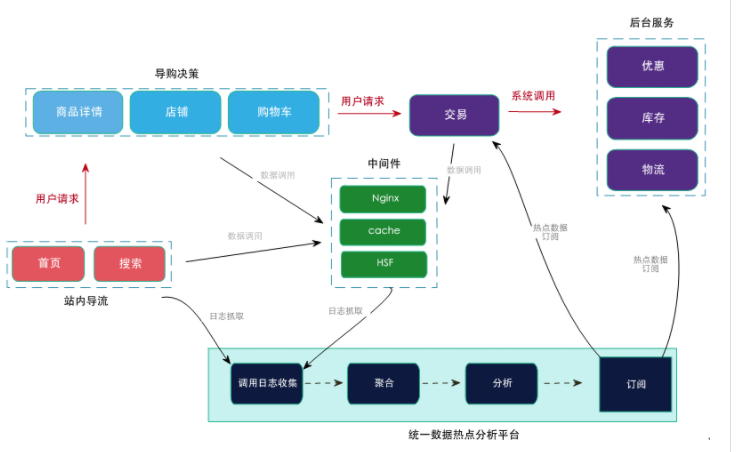 后台服务
导购决策
优惠
商品详情
店铺
购物车
用户请求
交易
系统调用
库存
中间件
数据调用
数据调用
物流
用户请求
Nginx
cache
数据调用
HSF
热点数据
订阅
首页
搜索
热点数据
订阅
站内导流
日志抓取
日志抓取
调用日志收集
聚合
分析
订阅
统一数据热点分析平台